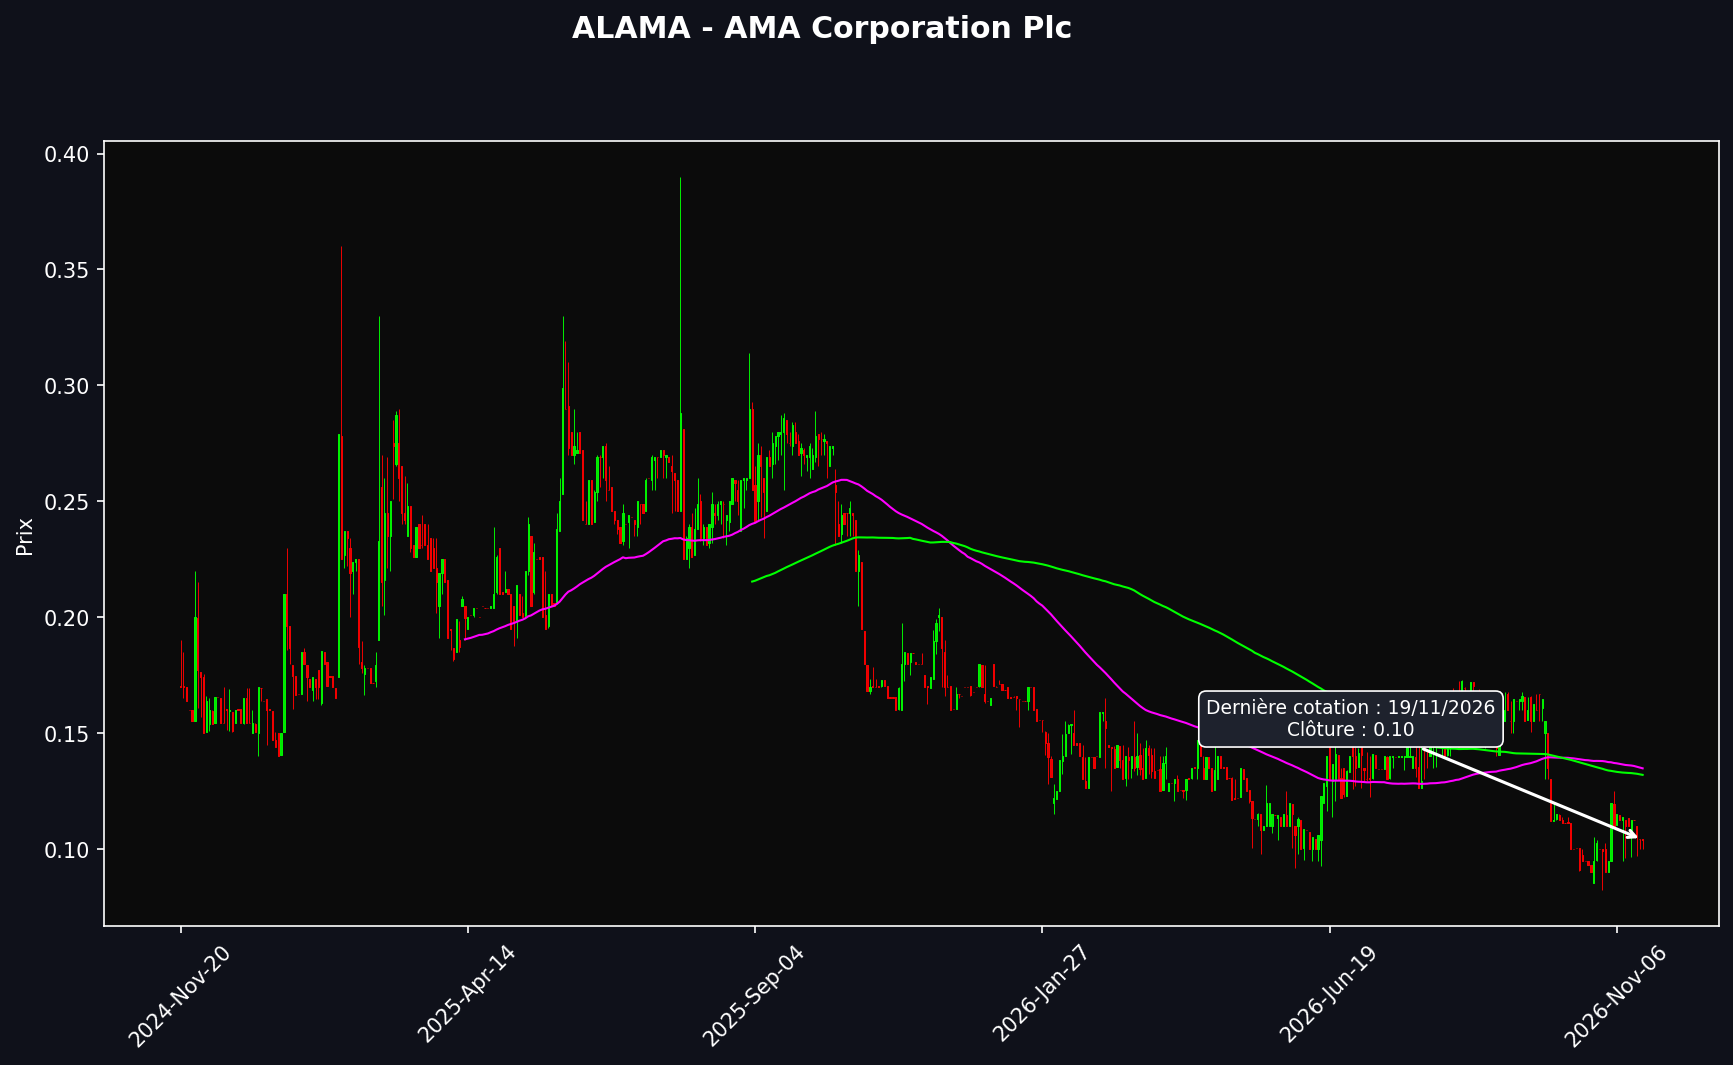 ALAMA - AMA Corporation Plc
0.40
0.35
0.30
0.25
0.20
0.15
0.10
Prix
Dernière cotation : 19/11/2026
Clôture : 0.10
2024-Nov-20
2025-Apr-14
2025-Sep-04
2026-Jan-27
2026-Jun-19
2026-Nov-06